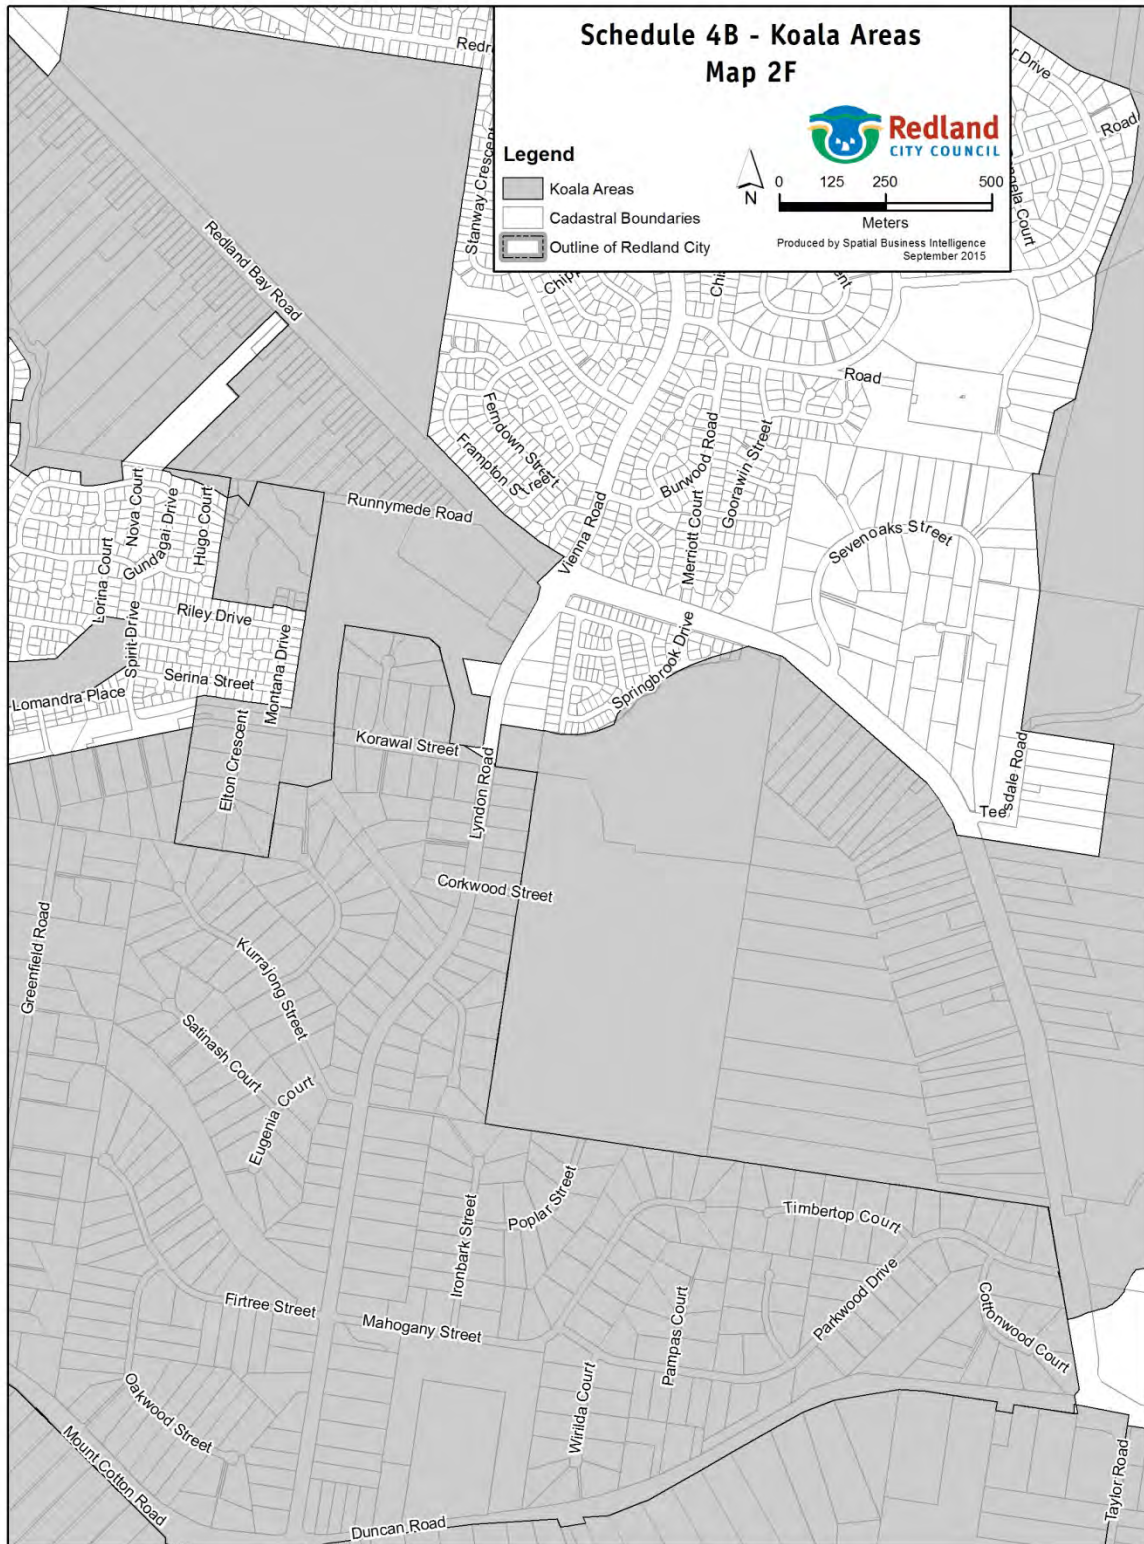 Schedule 4B - Koala Areas
Map 2F
Redland
CITY COUNCIL
Legend
Koala Areas
Cadastral Boundaries
Outline of Redland City
N
0 125 250 500
Meters
Produced by Spatial Business Intelligence
September 2015
Drive
Road
Stanway Crescent
Redland Bay Road
Road
Ferndown Street
Frampton Street
Burwood Road
Goorawin Street
Merriott Court
Vienna Road
Runnymede Road
Sevenoaks Street
Nova Court
Gundagai Drive
Hugo Court
Lorina Court
Riley Drive
Spirit Drive
Serina Street
Montana Drive
Lomandra Place
Springbrook Drive
Korawal Street
Elton Crescent
Lyndon Road
Teesdale Road
Corkwood Street
Greenfield Road
Kurrajong Street
Satinash Court
Eugenia Court
Ironbark Street
Poplar Street
Timbertop Court
Parkwood Drive
Cottonwood Court
Firtree Street
Mahogany Street
Pampas Court
Wirilda Court
Oakwood Street
Mount Cotton Road
Duncan Road
Taylor Road